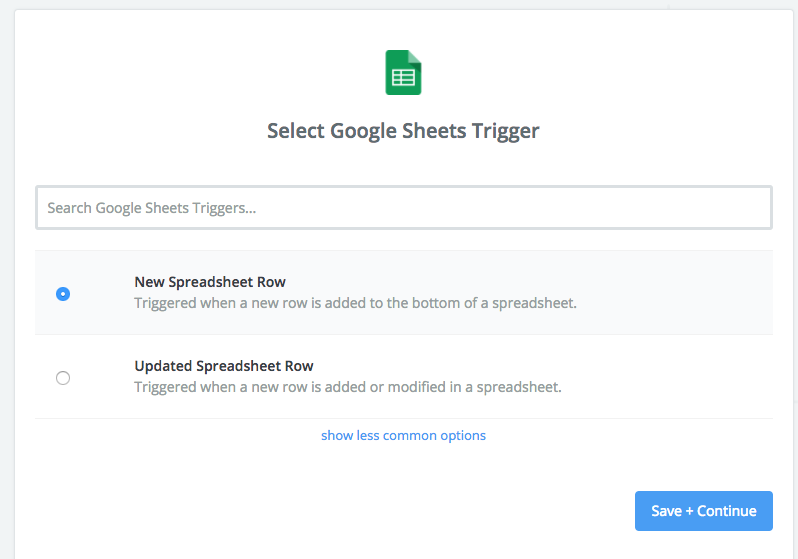 Select Google Sheets Trigger
Search Google Sheets Triggers...
New Spreadsheet Row
Triggered when a new row is added to the bottom of a spreadsheet.
Updated Spreadsheet Row
Triggered when a new row is added or modified in a spreadsheet.
show less common options
Save + Continue